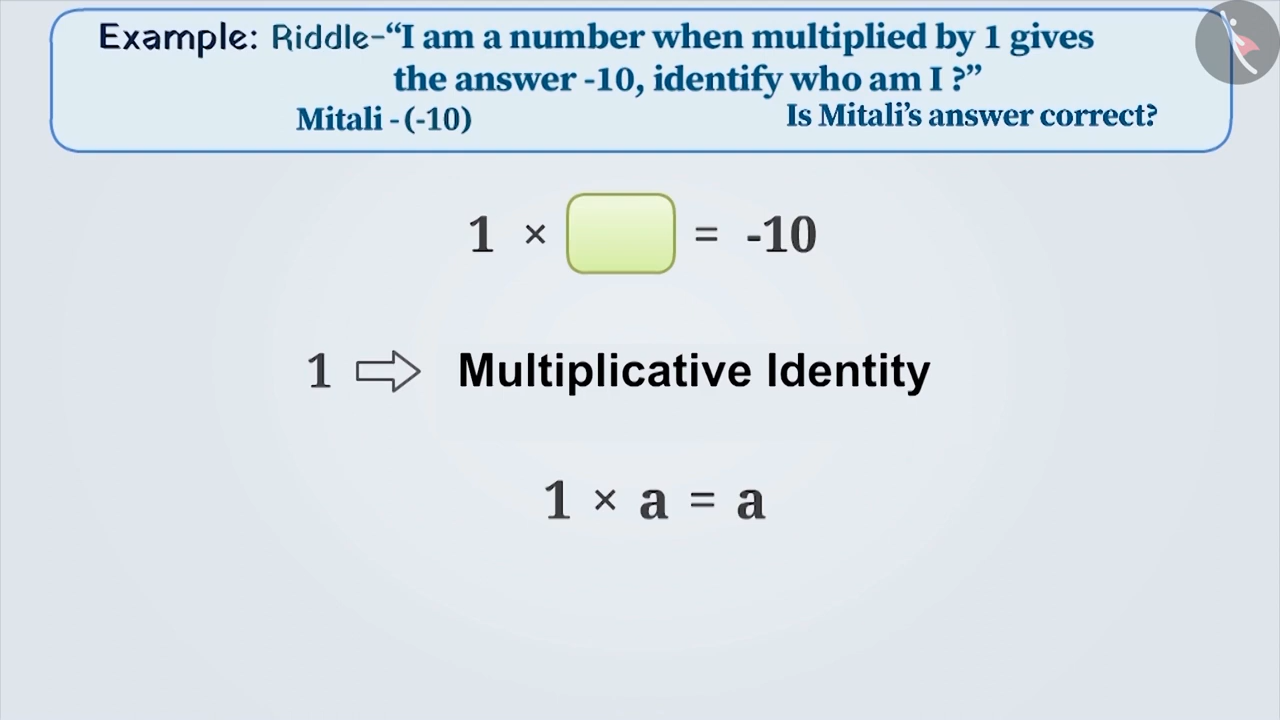 Example: Riddle-“I am a number when multiplied by 1 gives
the answer -10, identify who am I ?”
Mitali - (-10) Is Mitali’s answer correct?
1 × = -10
1 ⇨ Multiplicative Identity
1 × a = a